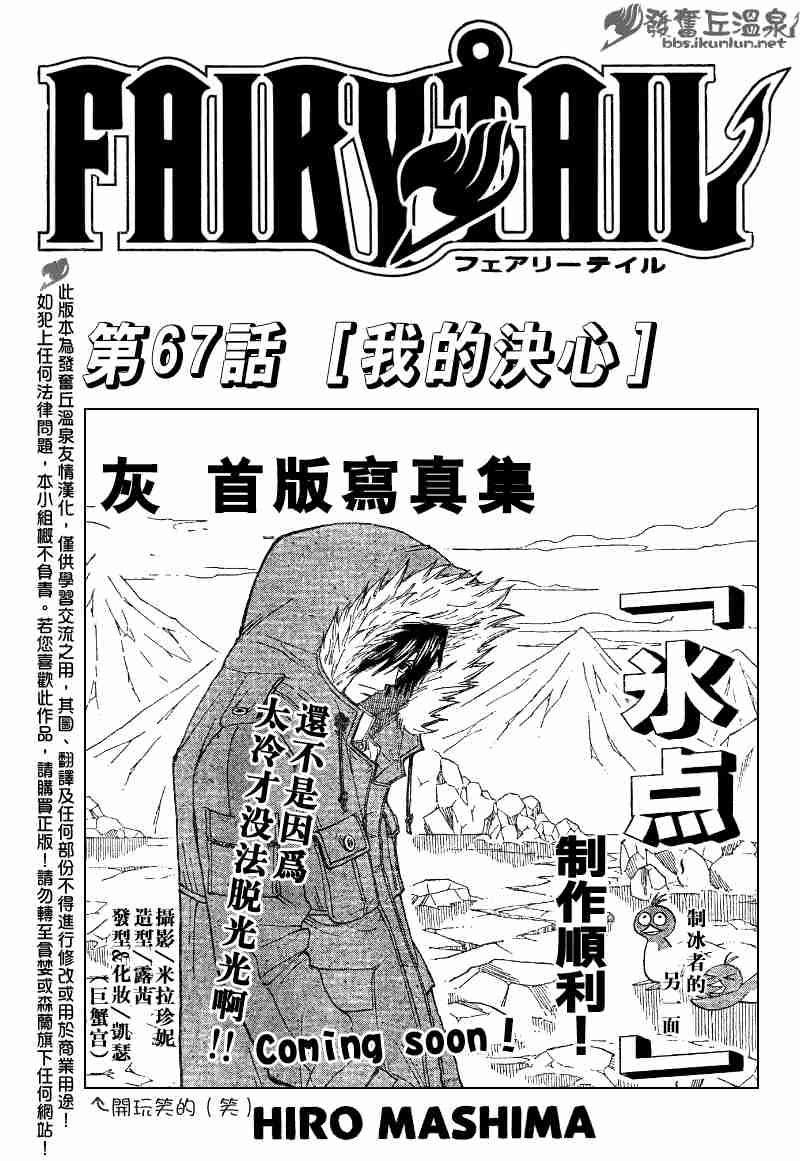 發奮丘溫泉
bbs.ikunlun.net
FAIRY TAIL
フェアリーテイル
第67話 [我的決心]
灰 首版寫真集
「氷点」
制冰者的
另一面
制作順利！
還不是因爲
太冷才没法脱光光啊!!
Coming soon!
攝影/米拉珍妮
造型/露茜
發型&化妝/凱瑟
(巨蟹宫)
此版本為發奮丘溫泉友情漢化，僅供學習交流之用，其圖、翻譯及任何部份不得進行修改或用於商業用途！
如犯上任何法律問題，本小組概不負責。若您喜歡此作品，請購買正版！請勿轉至貪婪或森蘭旗下任何網站！
↖開玩笑的（笑）
HIRO MASHIMA